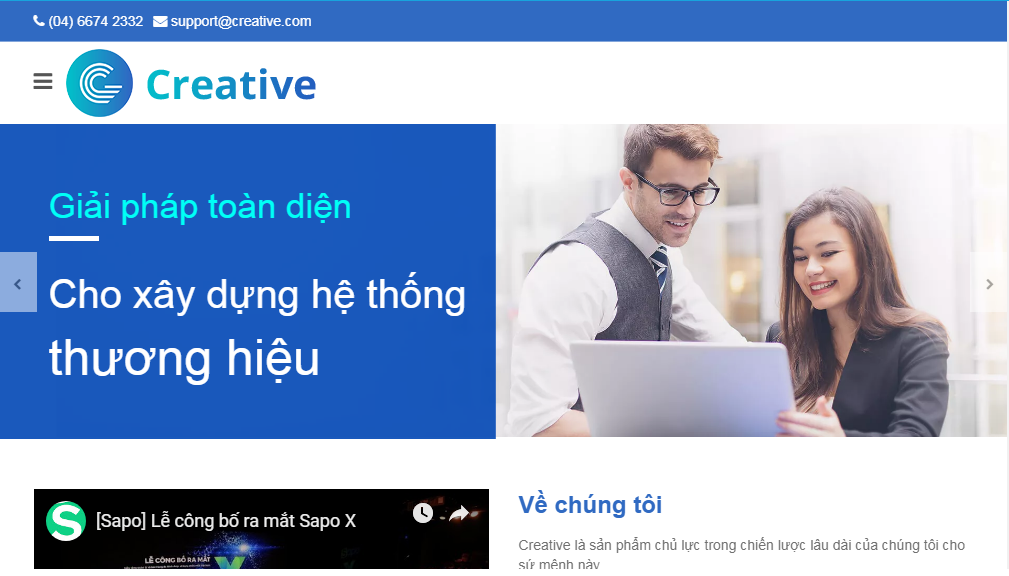 (04) 6674 2332 support@creative.com
Creative
Giải pháp toàn diện
Cho xây dựng hệ thống
thương hiệu
[Sapo] Lễ công bố ra mắt Sapo X
LỄ CÔNG BỐ RA MẮT
Về chúng tôi
Creative là sản phẩm chủ lực trong chiến lược lâu dài của chúng tôi cho
sứ mệnh này